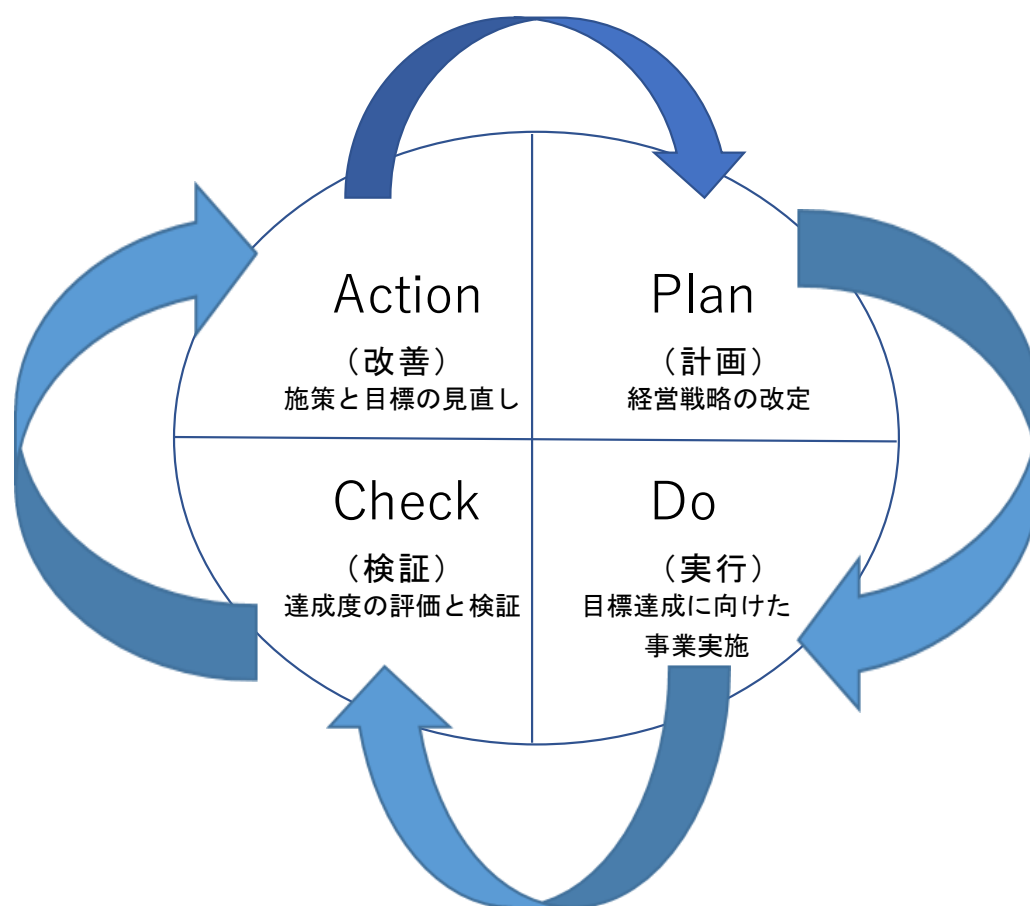 Action
（改善）
施策と目標の見直し
Plan
（計画）
経営戦略の改定
Check
（検証）
達成度の評価と検証
Do
（実行）
目標達成に向けた
事業実施